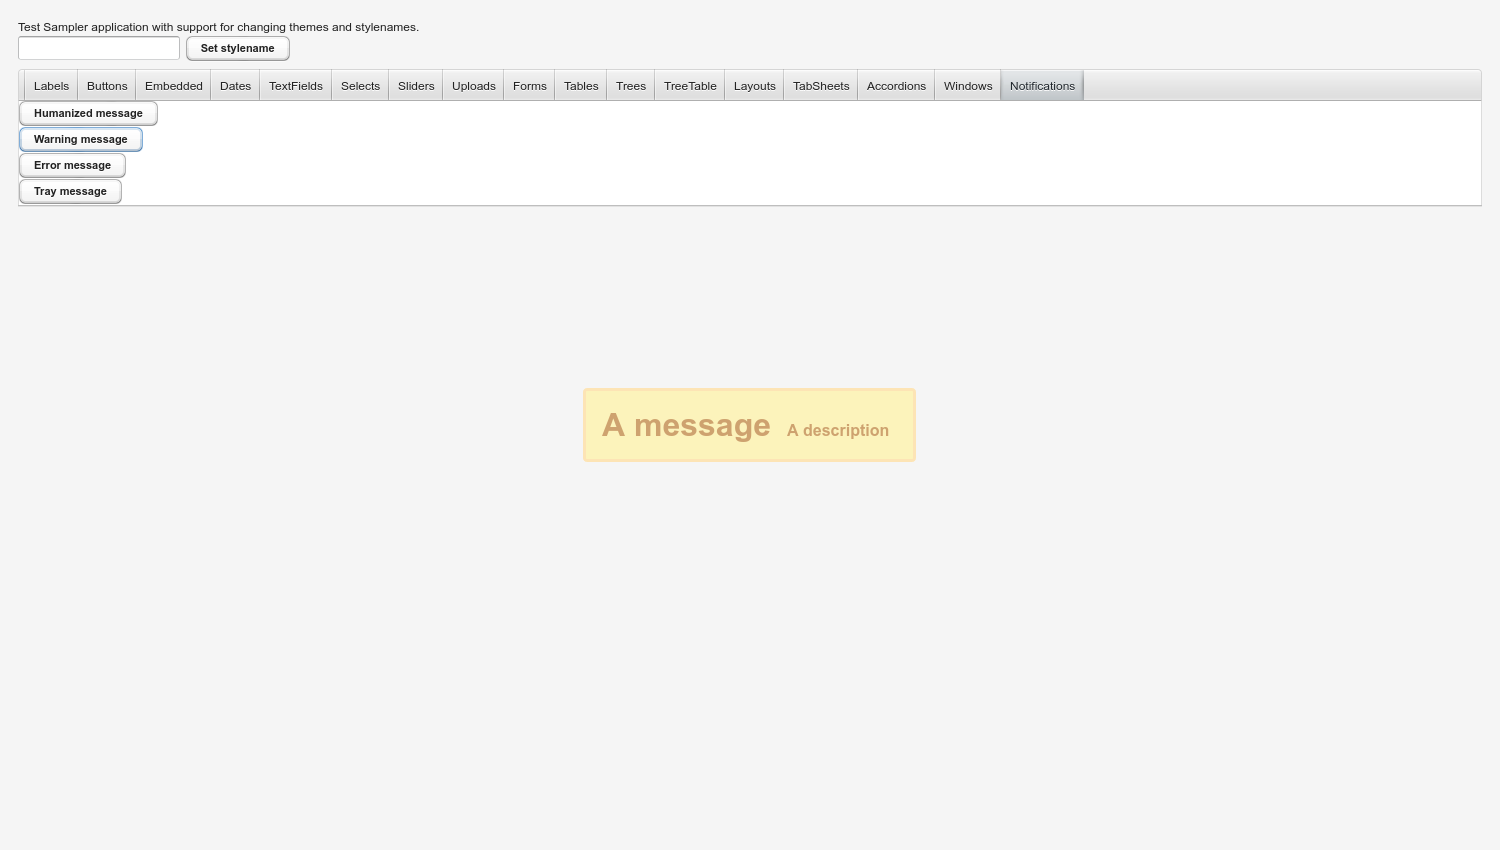 Test Sampler application with support for changing themes and stylenames.
Set stylename
Labels Buttons Embedded Dates TextFields Selects Sliders Uploads Forms Tables Trees TreeTable Layouts TabSheets Accordions Windows Notifications
Humanized message
Warning message
Error message
Tray message
A message A description